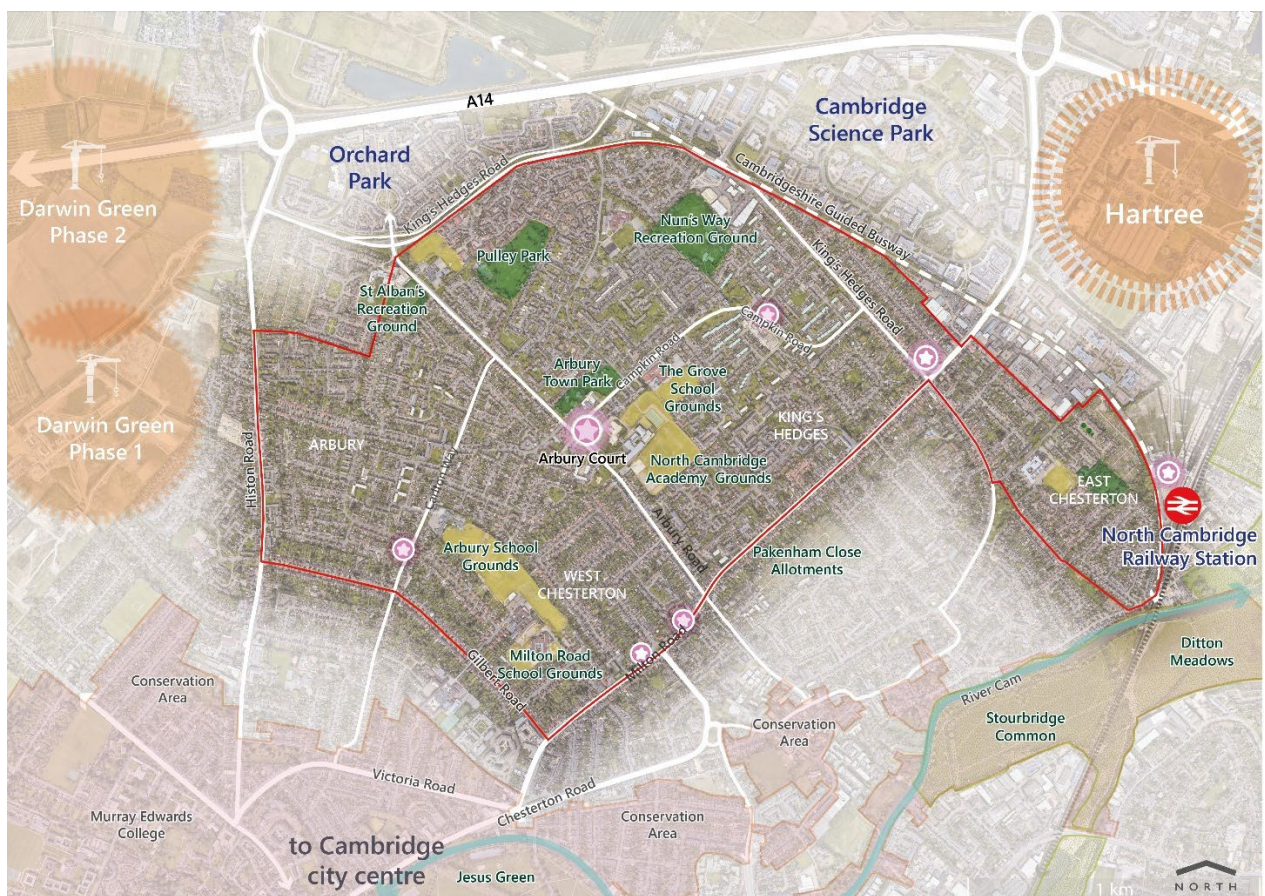 A14
Cambridge
Science Park
Orchard
Park
Darwin Green
Phase 2
Hartree
King's Hedges Road
Cambridgeshire Guided Busway
Nun's Way
Recreation Ground
Pulley Park
King's Hedges Road
St Alban's
Recreation
Ground
Campkin Road
Campkin Road
Arbury
Town Park
The Grove
School
Grounds
Darwin Green
Phase 1
Histon Road
ARBURY
KING'S
HEDGES
Arbury Court
North Cambridge
Academy Grounds
EAST
CHESTERTON
Arbury Road
North Cambridge
Railway Station
Arbury School
Grounds
Pakenham Close
Allotments
WEST
CHESTERTON
Milton Road
Milton Road
School Grounds
Gilbert Road
Ditton
Meadows
River Cam
Stourbridge
Common
Conservation
Area
Conservation
Area
Victoria Road
Chesterton Road
Murray Edwards
College
Conservation
Area
to Cambridge
city centre
Jesus Green
1 km
NORTH